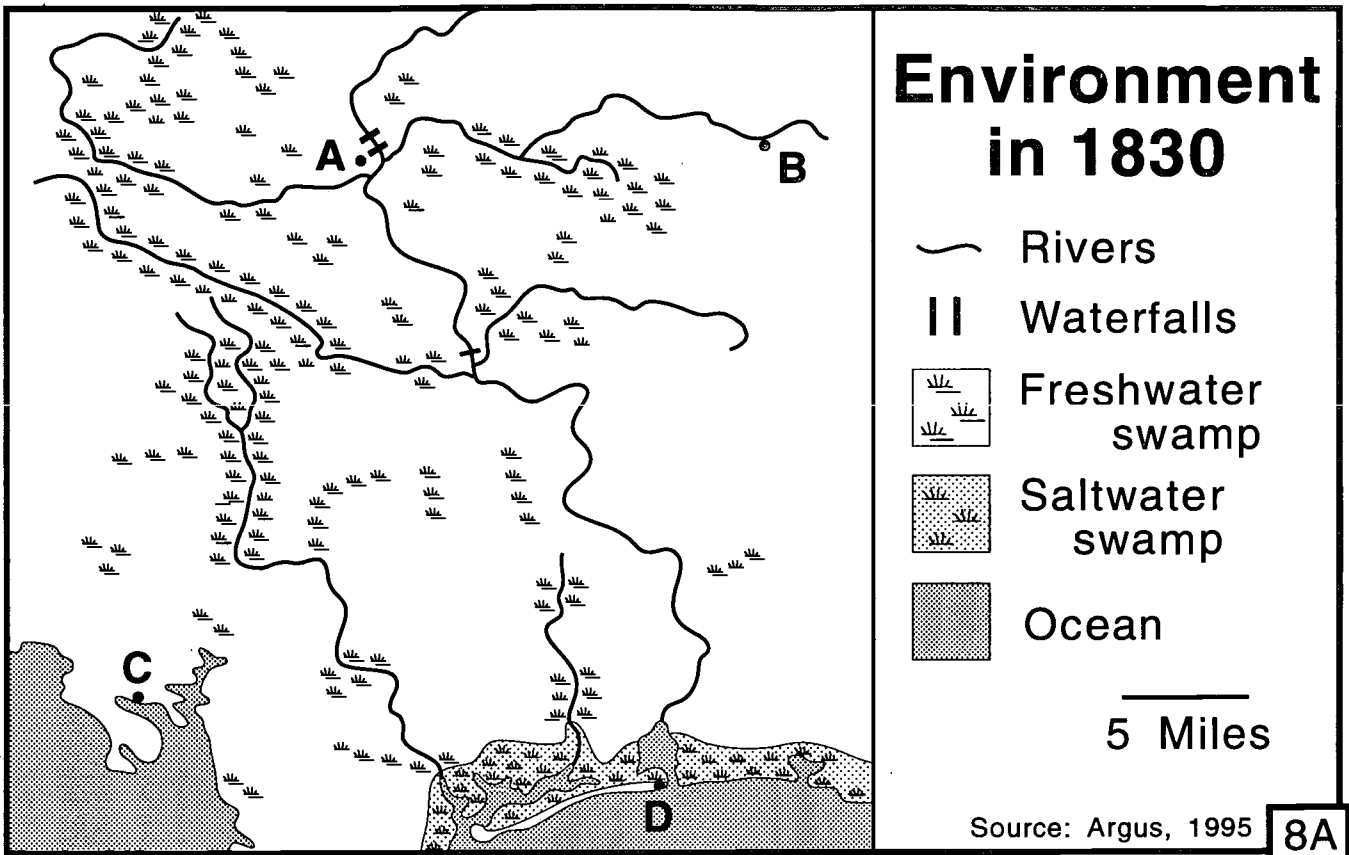 Environment
in 1830
Rivers
Waterfalls
Freshwater
swamp
Saltwater
swamp
Ocean
5 Miles
Source: Argus, 1995
8A
A
B
C
D